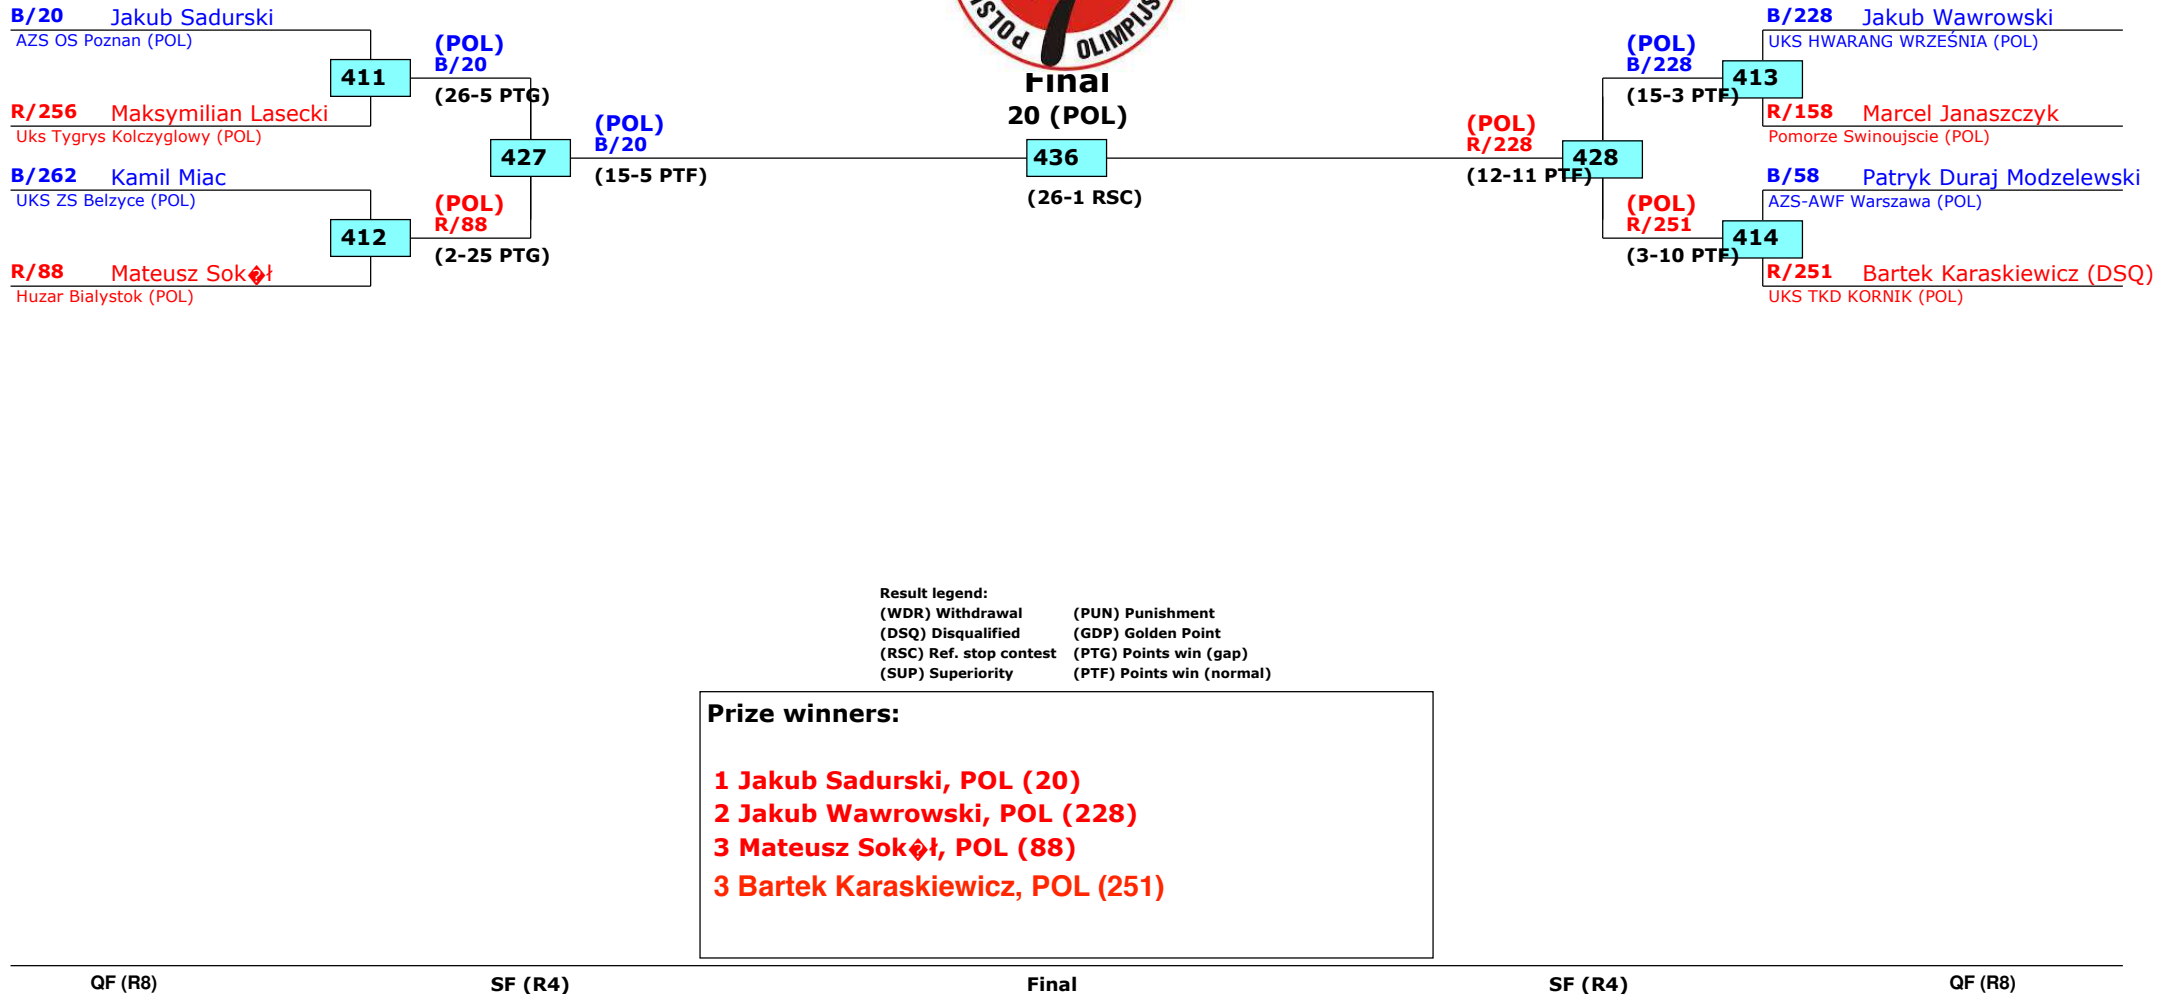 B/20 Jakub Sadurski
AZS OS Poznan (POL)
411
(POL)
B/20
(26-5 PTG)
R/256 Maksymilian Lasecki
Uks Tygrys Kolczyglowy (POL)
427
(POL)
B/20
(15-5 PTF)
B/262 Kamil Miac
UKS ZS Belzyce (POL)
412
(POL)
R/88
(2-25 PTG)
R/88 Mateusz Sok�ł
Huzar Bialystok (POL)
POLSKI
OLIMPIJS
Final
20 (POL)
436
(26-1 RSC)
(POL)
R/228
(12-11 PTF)
428
(POL)
B/228
(15-3 PTF)
413
B/228 Jakub Wawrowski
UKS HWARANG WRZEŚNIA (POL)
R/158 Marcel Janaszczyk
Pomorze Swinoujscie (POL)
(POL)
R/251
(3-10 PTF)
414
B/58 Patryk Duraj Modzelewski
AZS-AWF Warszawa (POL)
R/251 Bartek Karaskiewicz (DSQ)
UKS TKD KORNIK (POL)
Result legend:
(WDR) Withdrawal (PUN) Punishment
(DSQ) Disqualified (GDP) Golden Point
(RSC) Ref. stop contest (PTG) Points win (gap)
(SUP) Superiority (PTF) Points win (normal)
Prize winners:
1 Jakub Sadurski, POL (20)
2 Jakub Wawrowski, POL (228)
3 Mateusz Sok�ł, POL (88)
3 Bartek Karaskiewicz, POL (251)
QF (R8) SF (R4) Final SF (R4) QF (R8)